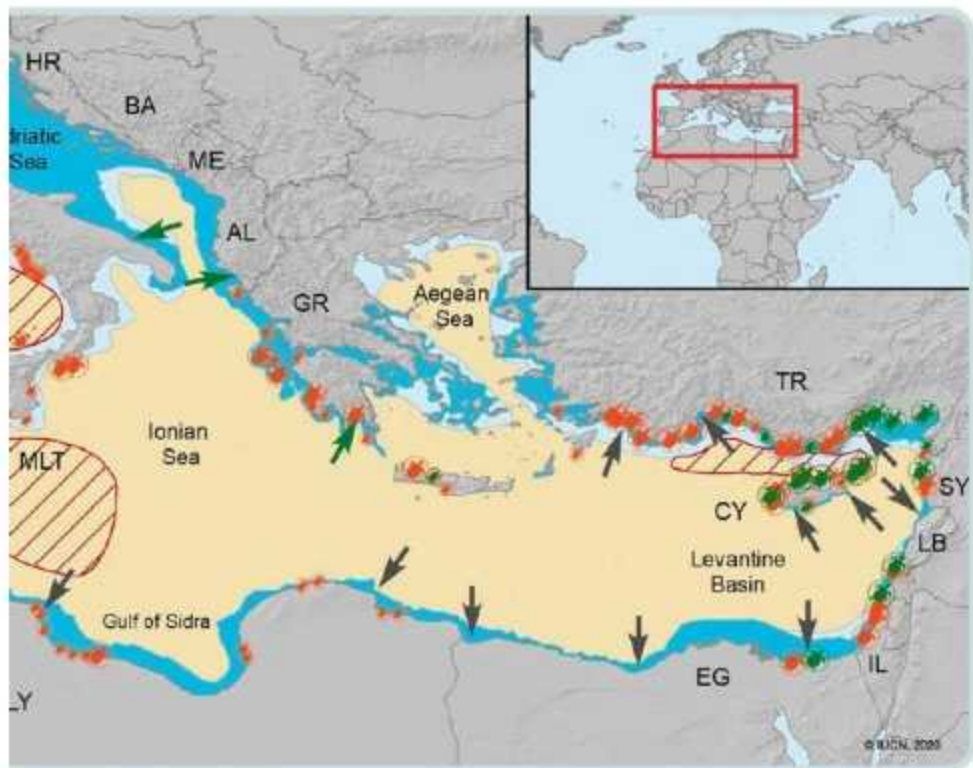 HR
BA
driatic
Sea
ME
AL
GR
Aegean
Sea
TR
Ionian
Sea
MLT
CY
SY
LB
Levantine
Basin
Gulf of Sidra
IL
EG
LY
© IUCN, 2020